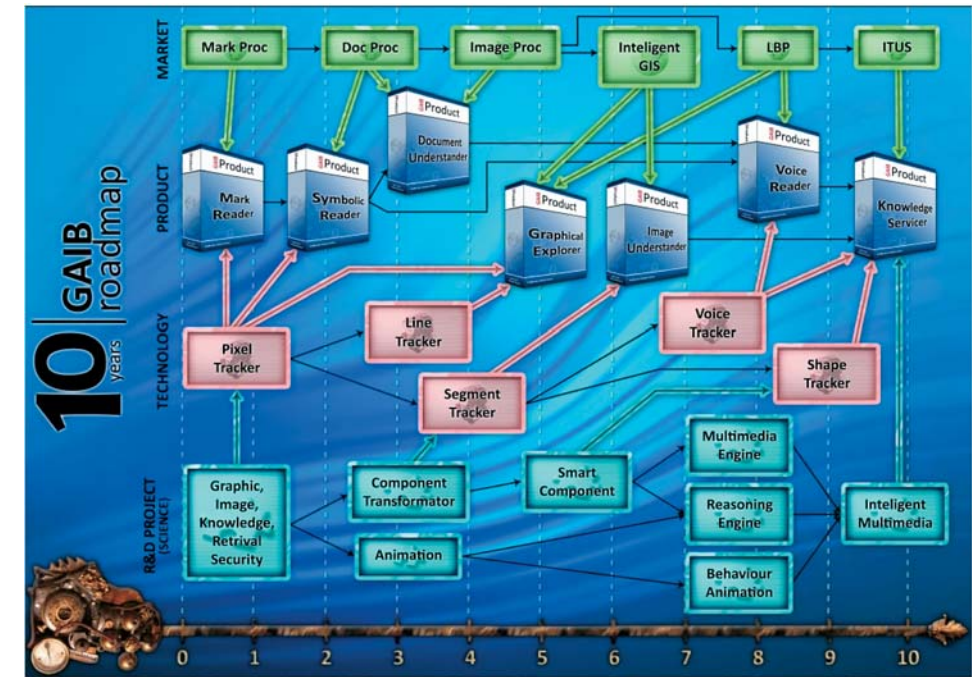 10
years
GAIB
roadmap
MARKET
Mark Proc
Doc Proc
Image Proc
Inteligent
GIS
LBP
ITUS
PRODUCT
Product
Mark
Reader
Product
Symbolic
Reader
Product
Document
Understander
Product
Graphical
Explorer
Product
Image
Understander
Product
Voice
Reader
Product
Knowledge
Servicer
TECHNOLOGY
Pixel
Tracker
Line
Tracker
Segment
Tracker
Voice
Tracker
Shape
Tracker
R&D PROJECT
(SCIENCE)
Graphic,
Image,
Knowledge,
Retrival
Security
Component
Transformator
Animation
Smart
Component
Multimedia
Engine
Reasoning
Engine
Behaviour
Animation
Inteligent
Multimedia
0 1 2 3 4 5 6 7 8 9 10